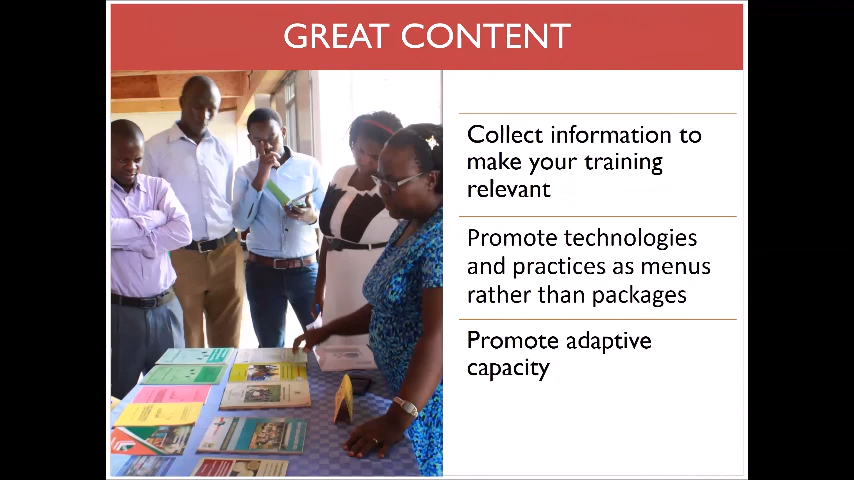 GREAT CONTENT
Collect information to
make your training
relevant
Promote technologies
and practices as menus
rather than packages
Promote adaptive
capacity